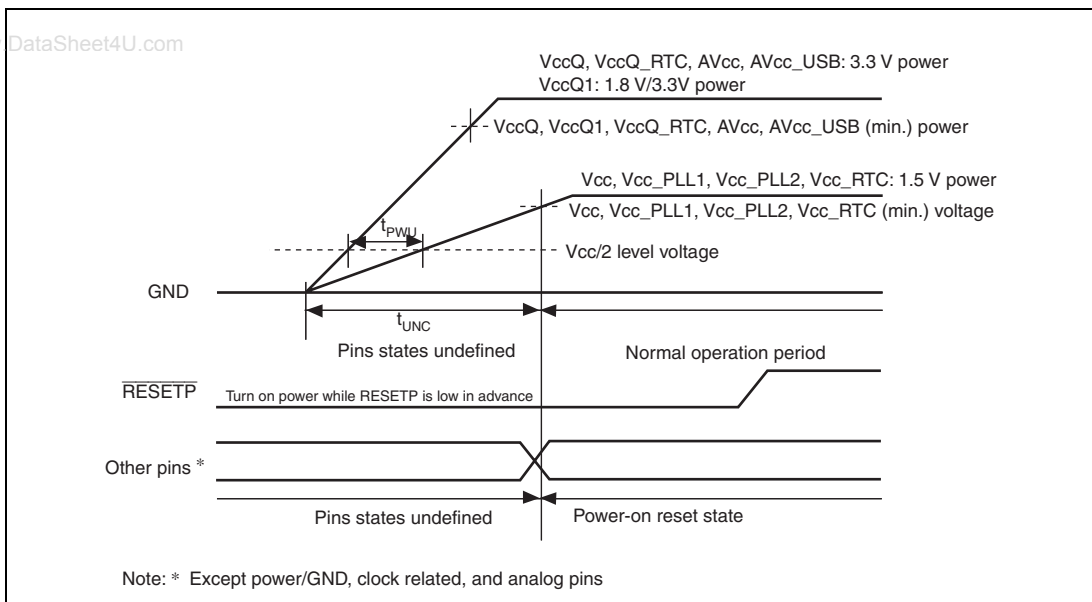 DataSheet4U.com
VccQ, VccQ_RTC, AVcc, AVcc_USB: 3.3 V power
VccQ1: 1.8 V/3.3V power
VccQ, VccQ1, VccQ_RTC, AVcc, AVcc_USB (min.) power
Vcc, Vcc_PLL1, Vcc_PLL2, Vcc_RTC: 1.5 V power
Vcc, Vcc_PLL1, Vcc_PLL2, Vcc_RTC (min.) voltage
tPWU
Vcc/2 level voltage
GND
tUNC
Pins states undefined
Normal operation period
RESETP
Turn on power while RESETP is low in advance
Other pins *
Pins states undefined
Power-on reset state
Note: * Except power/GND, clock related, and analog pins